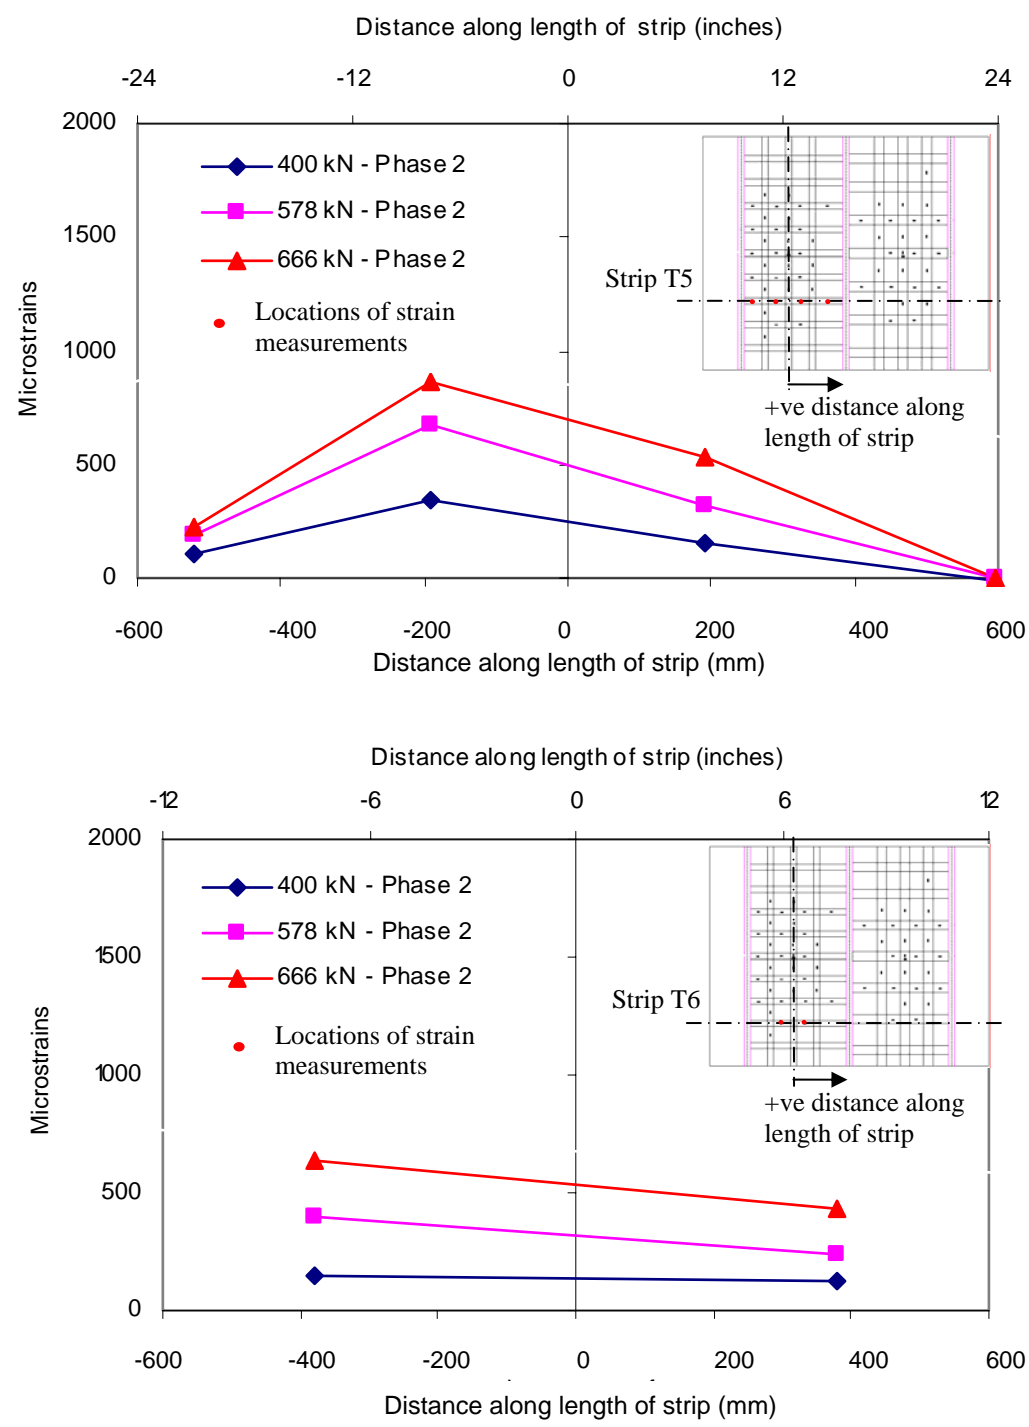 Distance along length of strip (inches)
-24 -12 0 12 24
2000
1500
1000
500
0
Microstrains
400 kN - Phase 2
578 kN - Phase 2
666 kN - Phase 2
Locations of strain
measurements
Strip T5
+ve distance along
length of strip
-600 -400 -200 0 200 400 600
Distance along length of strip (mm)
Distance along length of strip (inches)
-12 -6 0 6 12
2000
1500
1000
500
0
Microstrains
400 kN - Phase 2
578 kN - Phase 2
666 kN - Phase 2
Locations of strain
measurements
Strip T6
+ve distance along
length of strip
-600 -400 -200 0 200 400 600
Distance along length of strip (mm)